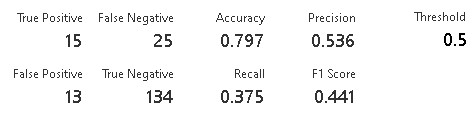 True Positive False Negative Accuracy Precision Threshold
15 25 0.797 0.536 0.5
False Positive True Negative Recall F1 Score
13 134 0.375 0.441